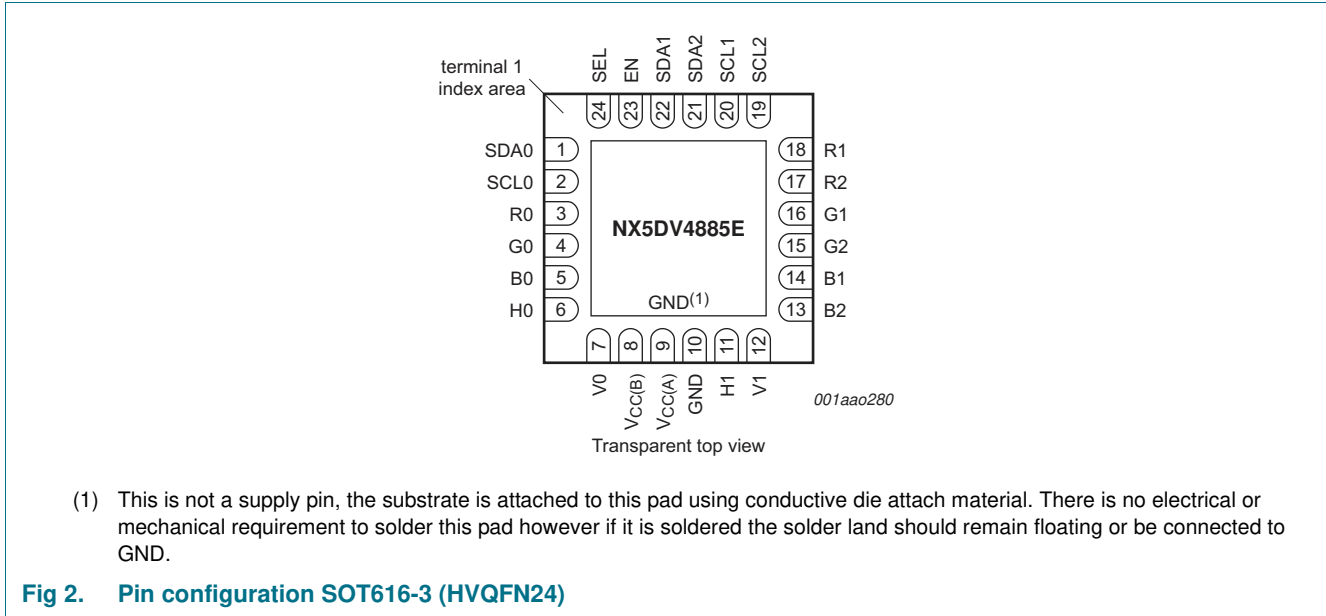 terminal 1
index area
SEL
EN
SDA1
SDA2
SCL1
SCL2
24
23
22
21
20
19
SDA0 1
SCL0 2
R0 3
G0 4
B0 5
H0 6
18 R1
17 R2
16 G1
15 G2
14 B1
13 B2
NX5DV4885E
GND(1)
7
8
9
10
11
12
V0
VCC(B)
VCC(A)
GND
H1
V1
001aao280
Transparent top view
(1) This is not a supply pin, the substrate is attached to this pad using conductive die attach material. There is no electrical or
mechanical requirement to solder this pad however if it is soldered the solder land should remain floating or be connected to
GND.
Fig 2. Pin configuration SOT616-3 (HVQFN24)